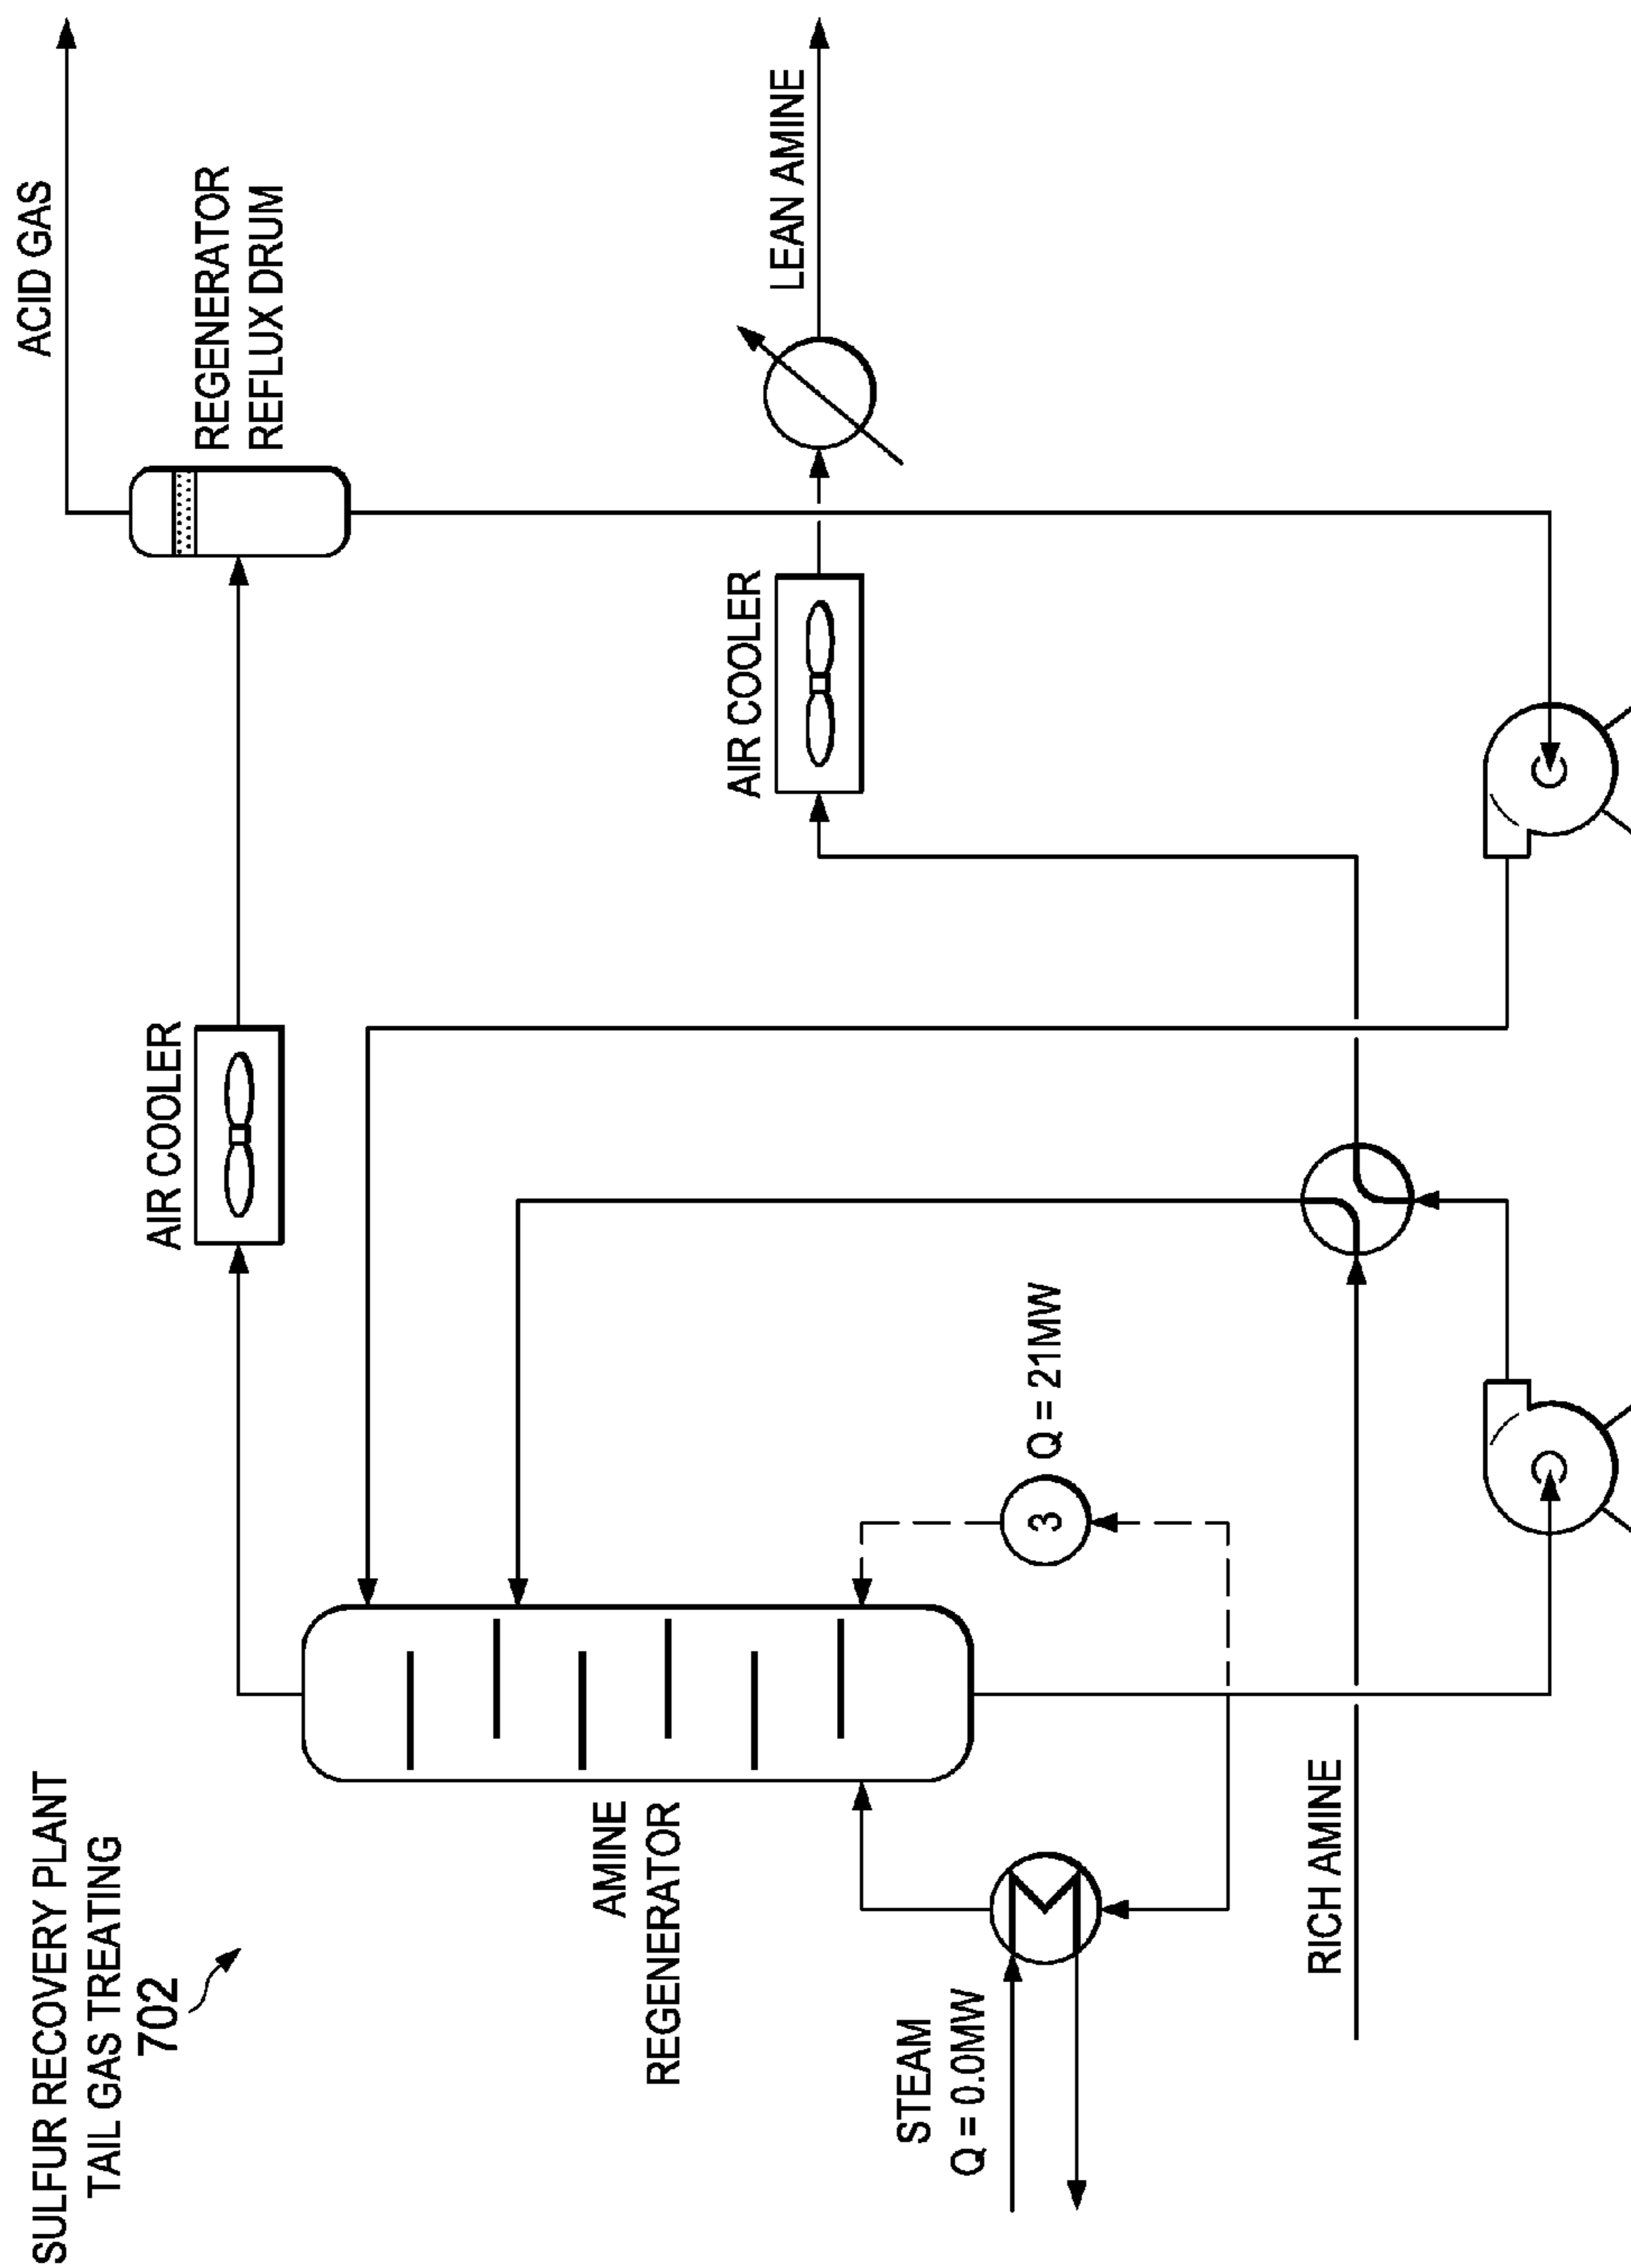 SULFUR RECOVERY PLANT
TAIL GAS TREATING
702
ACID GAS
REGENERATOR
REFLUX DRUM
AIR COOLER
AIR COOLER
LEAN AMINE
AMINE
REGENERATOR
STEAM
Q = 0.0MW
3
Q = 21MW
RICH AMINE